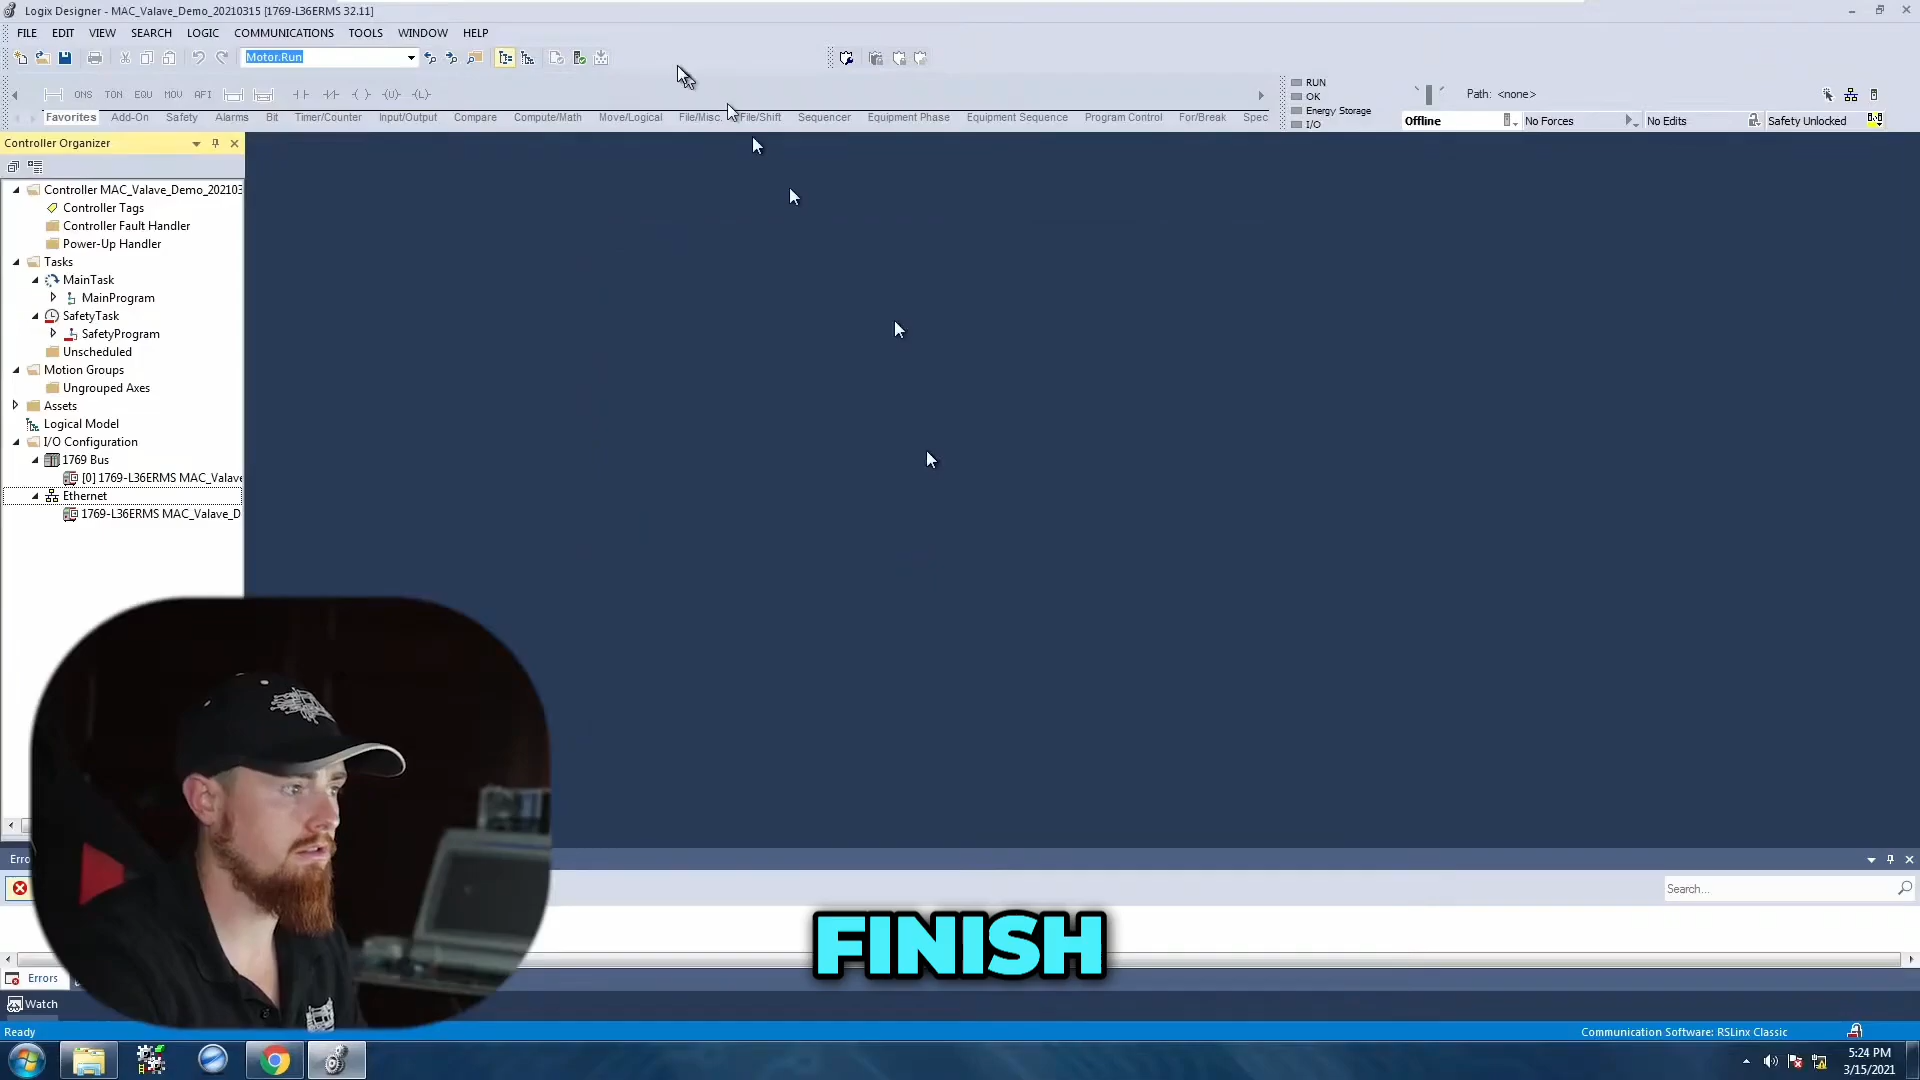 Logix Designer - MAC_Valave_Demo_20210315 [1769-L36ERMS 32.11]
FILE EDIT VIEW SEARCH LOGIC COMMUNICATIONS TOOLS WINDOW HELP
Motor.Run
RUN
OK
Energy Storage
I/O
Path: <none>
ONS TON EQU MOV AFI
Favorites Add-On Safety Alarms Bit Timer/Counter Input/Output Compare Compute/Math Move/Logical File/Misc. File/Shift Sequencer Equipment Phase Equipment Sequence Program Control For/Break Spec
Offline No Forces No Edits Safety Unlocked
Controller Organizer
Controller MAC_Valave_Demo_202103
Controller Tags
Controller Fault Handler
Power-Up Handler
Tasks
MainTask
MainProgram
SafetyTask
SafetyProgram
Unscheduled
Motion Groups
Ungrouped Axes
Assets
Logical Model
I/O Configuration
1769 Bus
[0] 1769-L36ERMS MAC_Valave
Ethernet
1769-L36ERMS MAC_Valave_D
Erro
Search...
FINISH
Errors
Watch
Ready
Communication Software: RSLinx Classic
5:24 PM
3/15/2021